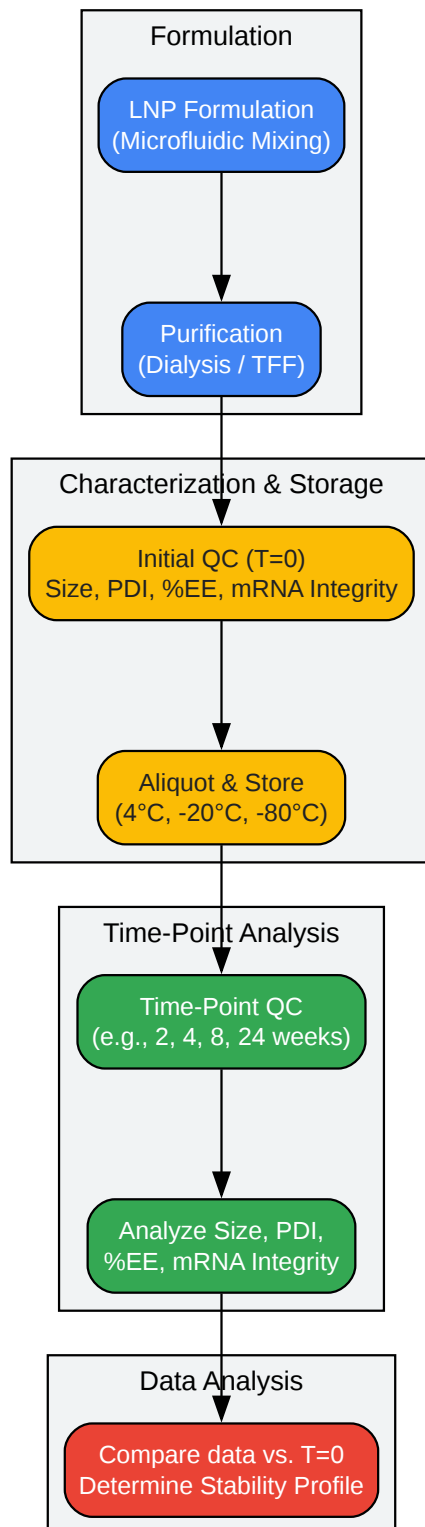 Formulation
LNP Formulation
(Microfluidic Mixing)
Purification
(Dialysis / TFF)
Characterization & Storage
Initial QC (T=0)
Size, PDI, %EE, mRNA Integrity
Aliquot & Store
(4°C, -20°C, -80°C)
Time-Point Analysis
Time-Point QC
(e.g., 2, 4, 8, 24 weeks)
Analyze Size, PDI,
%EE, mRNA Integrity
Data Analysis
Compare data vs. T=0
Determine Stability Profile